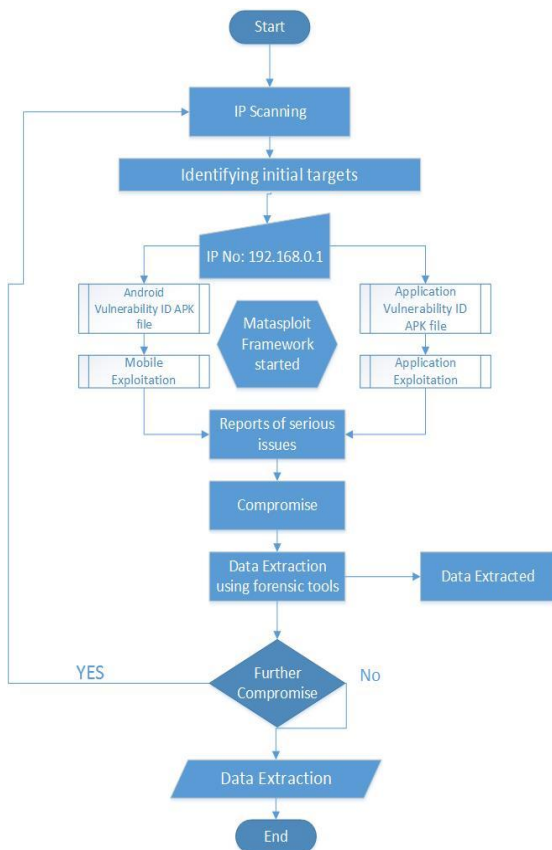 Start
IP Scanning
Identifying initial targets
IP No: 192.168.0.1
Android
Vulnerability ID APK
file
Application
Vulnerability ID
APK file
Matasploit
Framework
started
Mobile
Exploitation
Application
Exploitation
Reports of serious
issues
Compromise
Data Extraction
using forensic tools
Data Extracted
YES
Further
Compromise
No
Data Extraction
End